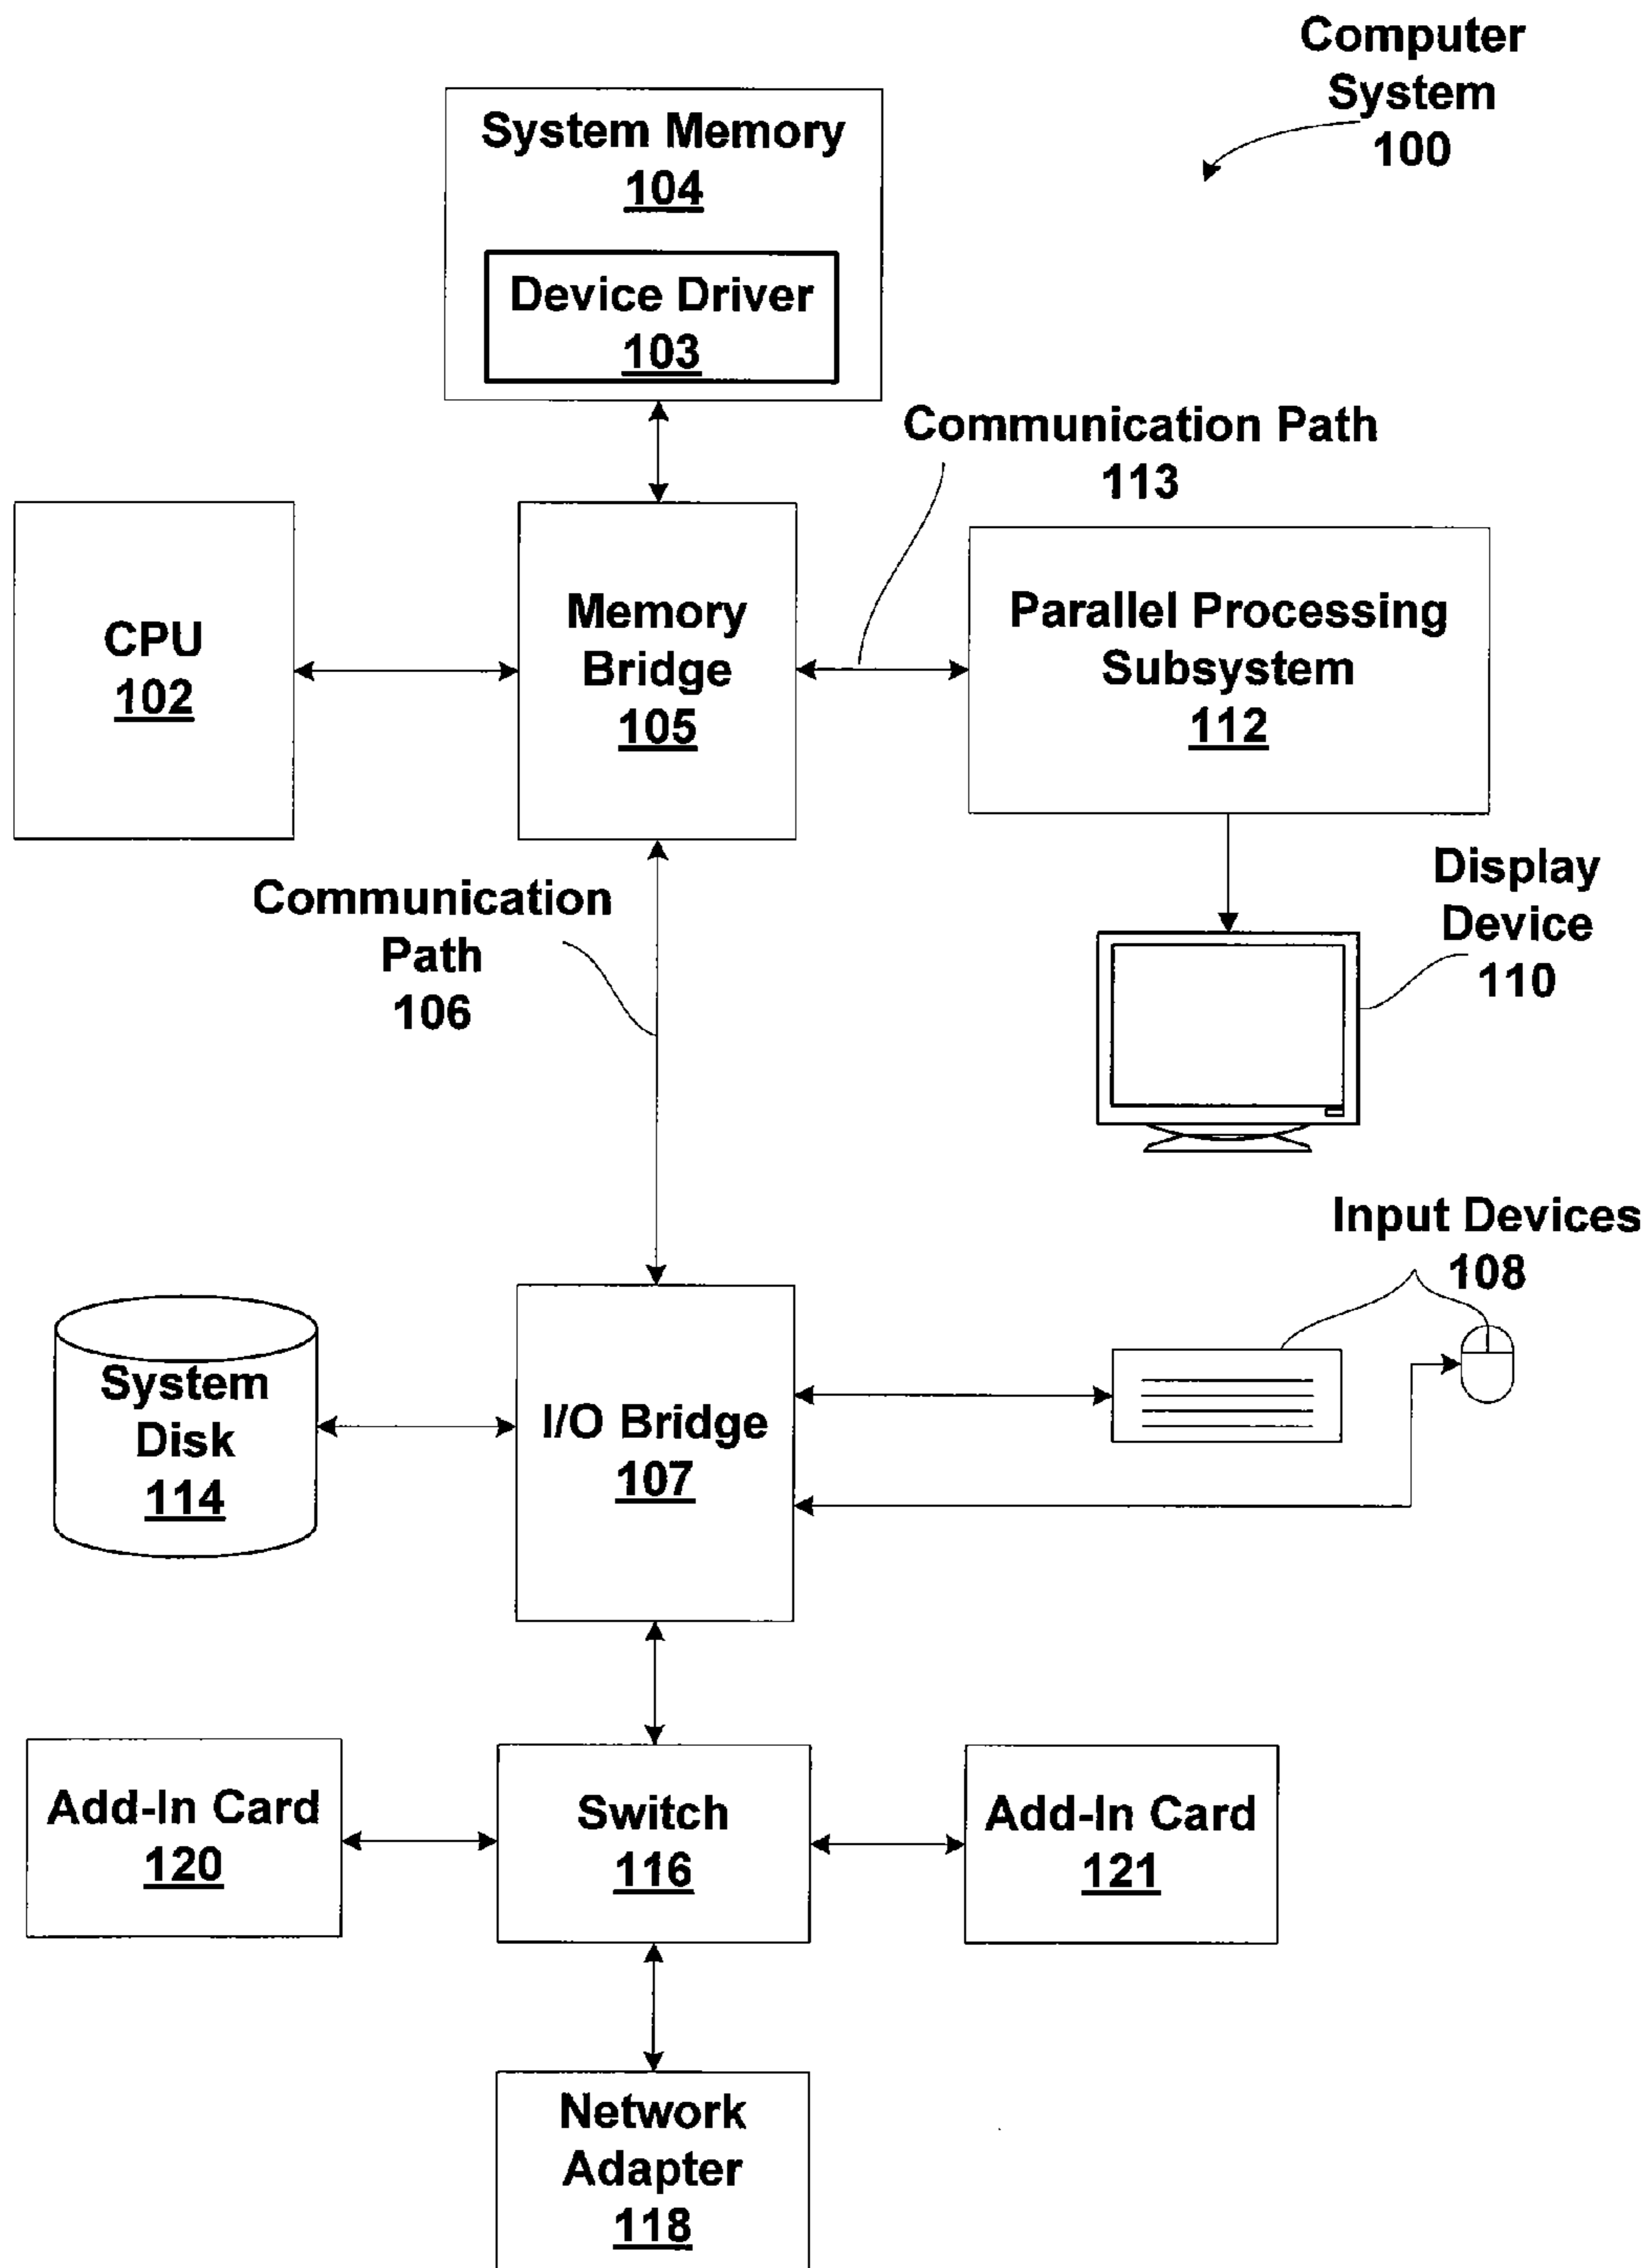 Computer
System
100
System Memory
104
Device Driver
103
Communication Path
113
CPU
102
Memory
Bridge
105
Parallel Processing
Subsystem
112
Communication
Path
106
Display
Device
110
Input Devices
108
System
Disk
114
I/O Bridge
107
Add-In Card
120
Switch
116
Add-In Card
121
Network
Adapter
118